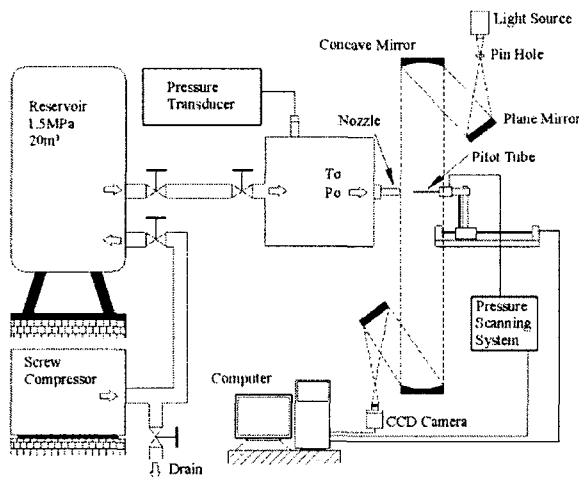 Light Source
Concave Mirror
Pin Hole
Pressure
Transducer
Reservoir
1.5MPa
20m³
Nozzle
Plane Mirror
Pitot Tube
To
Po
Screw
Compressor
Pressure
Scanning
System
Computer
CCD Camera
Drain